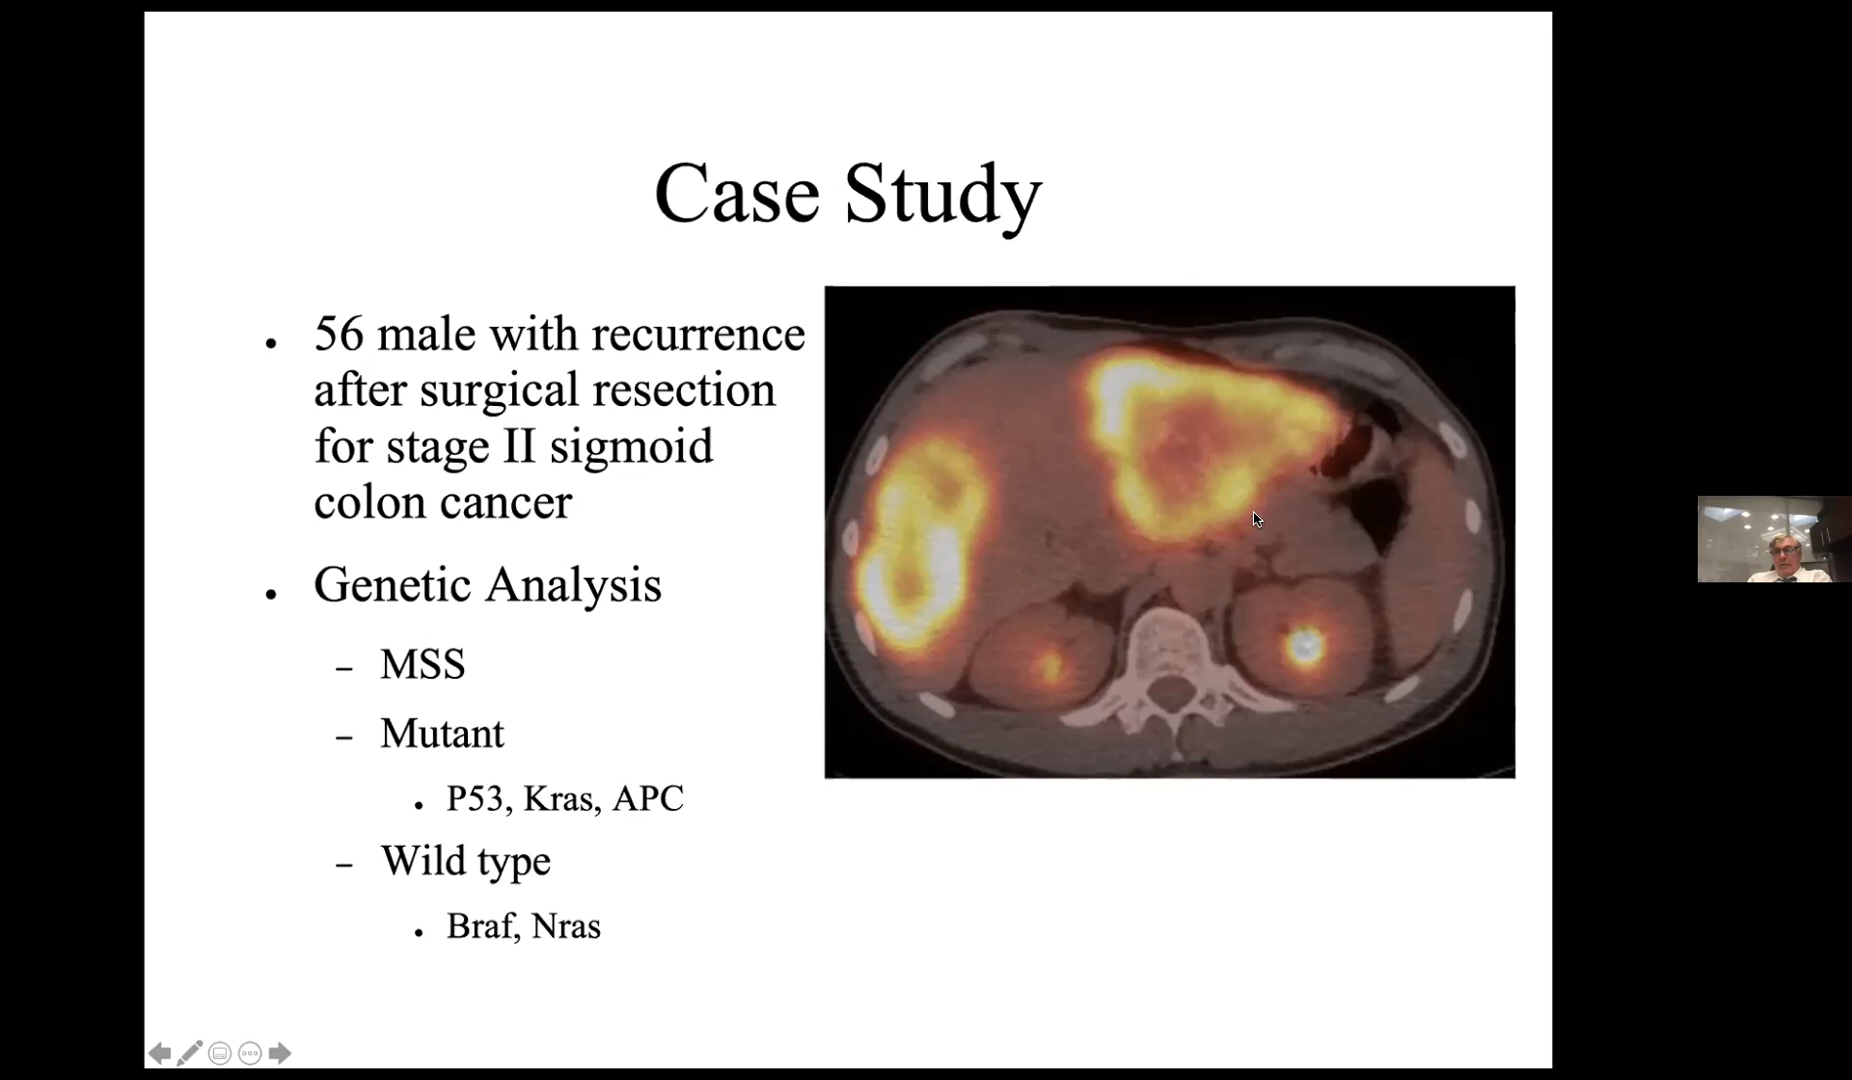 Case Study
56 male with recurrence
after surgical resection
for stage II sigmoid
colon cancer
Genetic Analysis
MSS
Mutant
P53, Kras, APC
Wild type
Braf, Nras